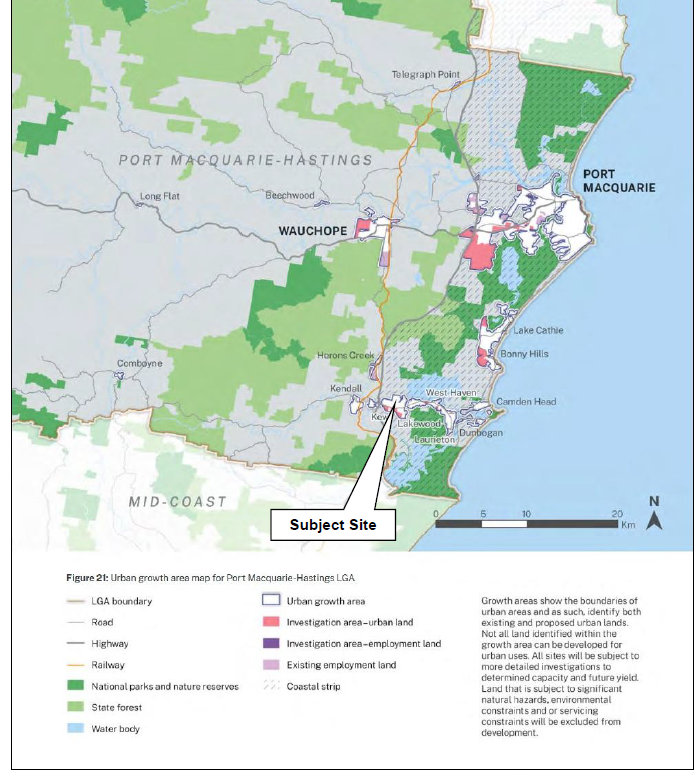 Telegraph Point
PORT MACQUARIE-HASTINGS
PORT
MACQUARIE
Long Flat
Beechwood
WAUCHOPE
Lake Cathie
Bonny Hills
Herons Creek
Comboyne
Kendall
West Haven
Camden Head
Kew
Lakewood
Dunbogan
Laurieton
MID-COAST
Subject Site
N
0 5 10 20
Km
Figure 21: Urban growth area map for Port Macquarie-Hastings LGA
LGA boundary
Road
Highway
Railway
National parks and nature reserves
State forest
Water body
Urban growth area
Investigation area–urban land
Investigation area–employment land
Existing employment land
Coastal strip
Growth areas show the boundaries of
urban areas and as such, identify both
existing and proposed urban lands.
Not all land identified within the
growth area can be developed for
urban uses. All sites will be subject to
more detailed investigations to
determined capacity and future yield.
Land that is subject to significant
natural hazards, environmental
constraints and or servicing
constraints will be excluded from
development.